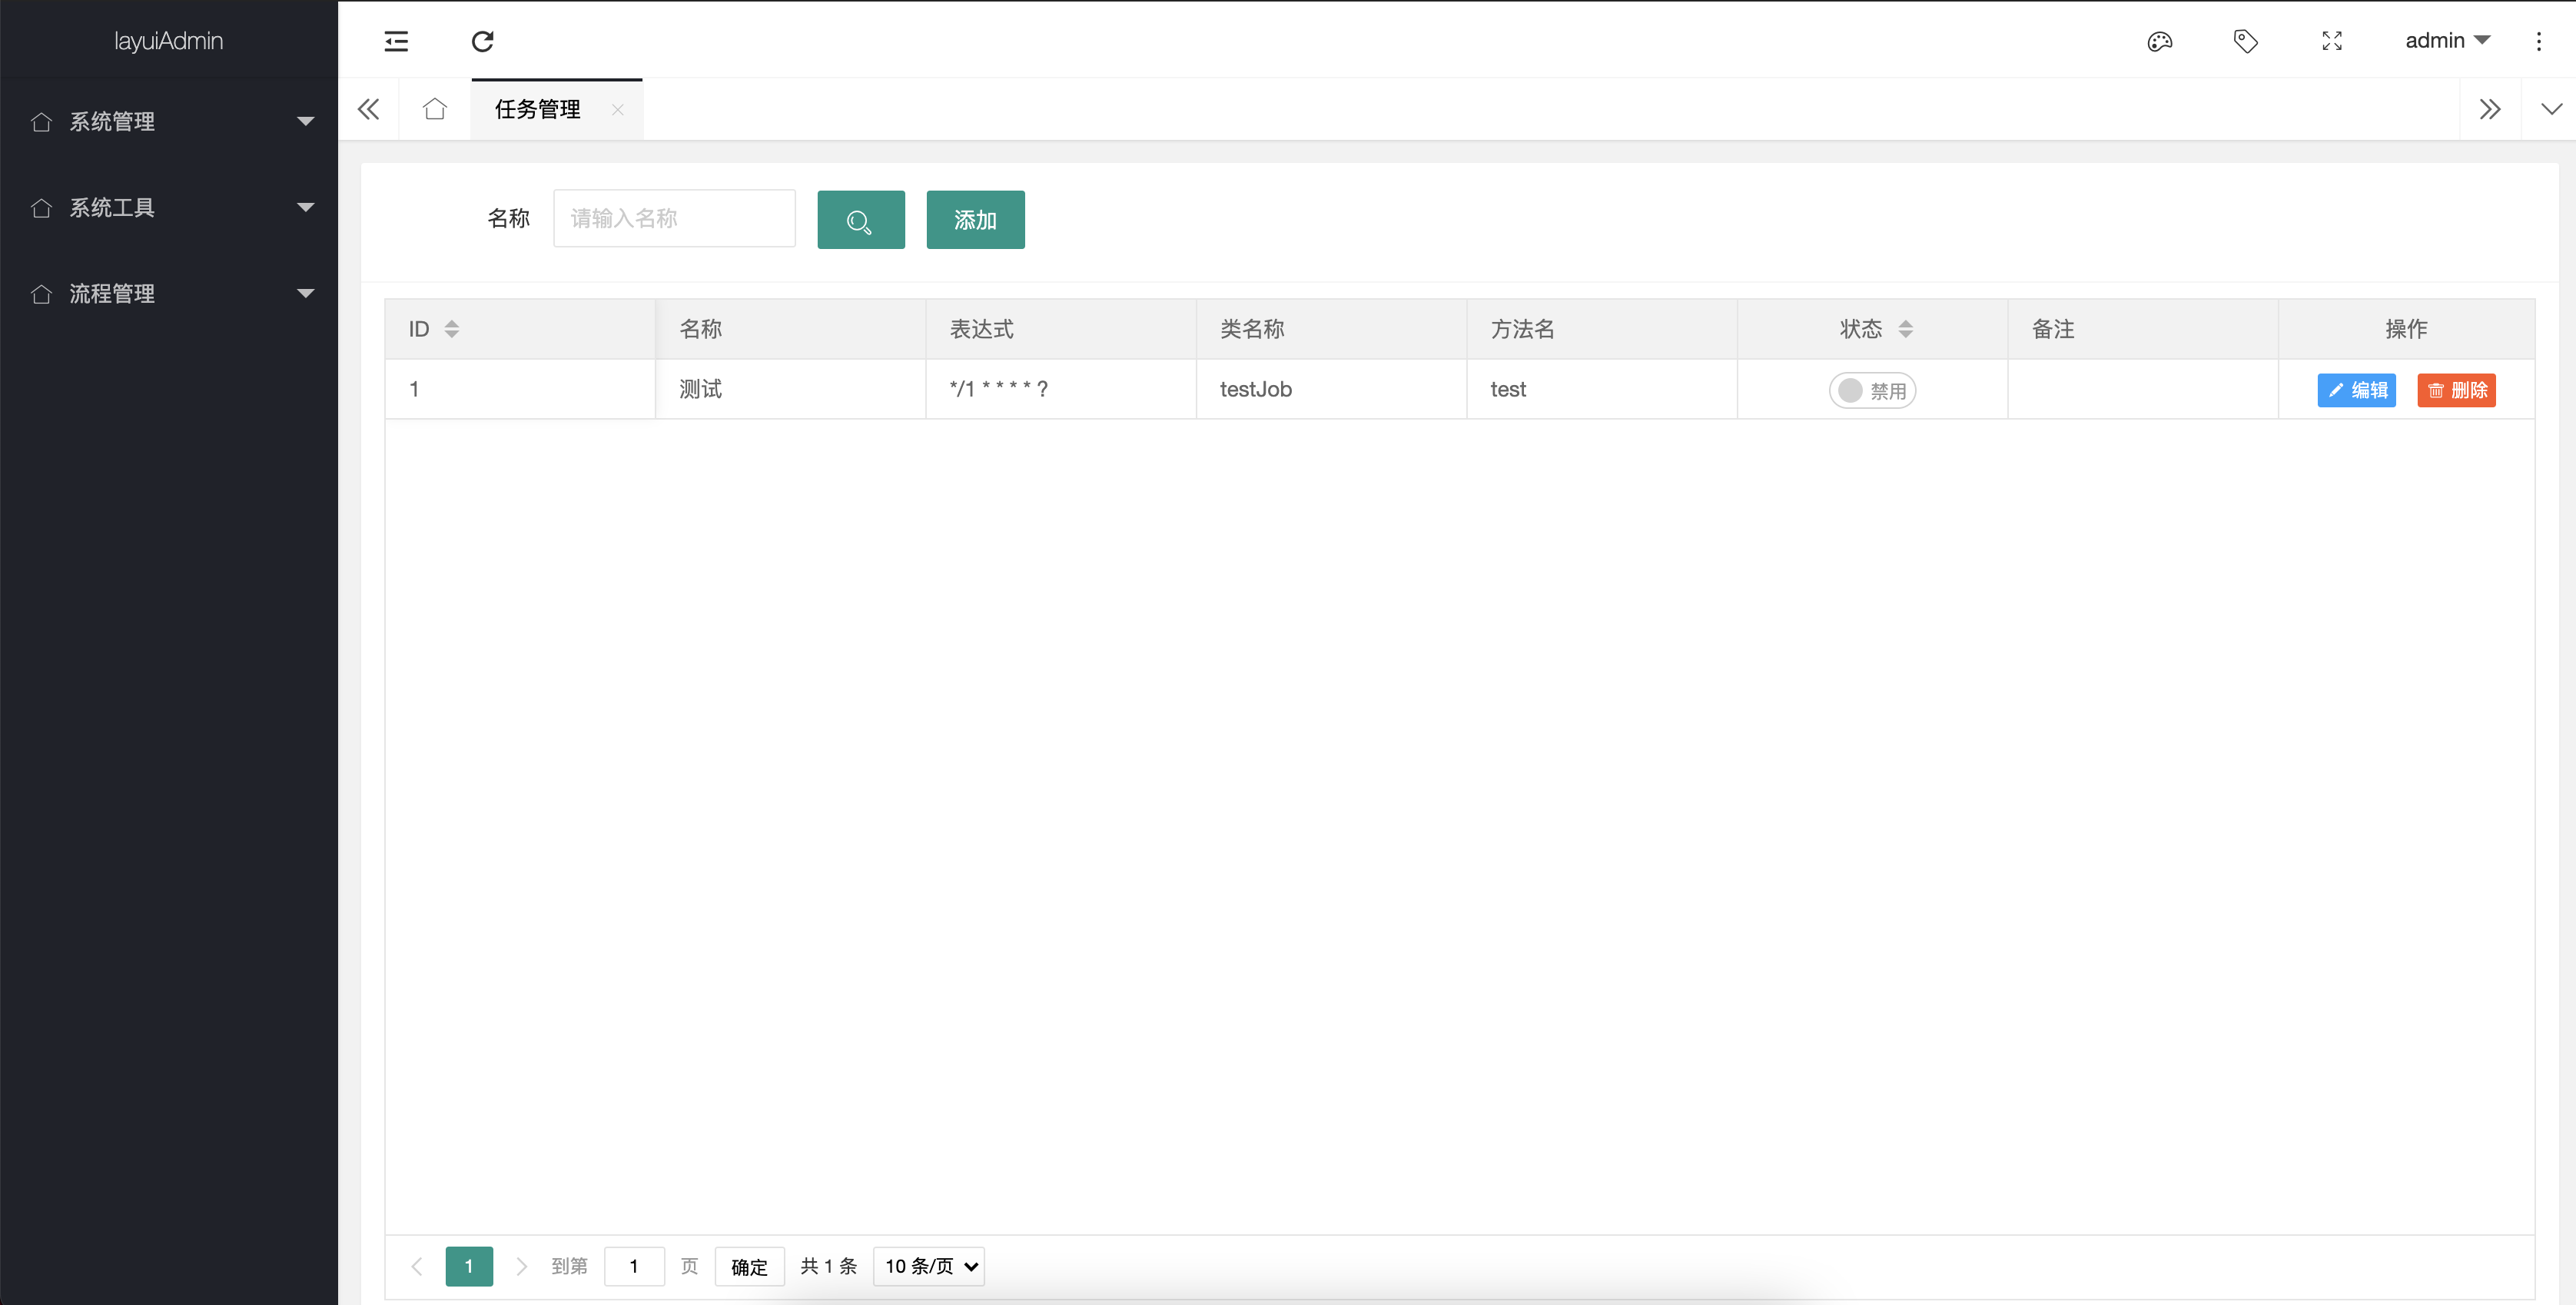 layuiAdmin
admin
系统管理
系统工具
流程管理
任务管理
名称 请输入名称 添加
ID 名称 表达式 类名称 方法名 状态 备注 操作
1 测试 */1 * * * * ? testJob test 禁用 编辑 删除
1 到第 1 页 确定 共 1 条 10 条/页